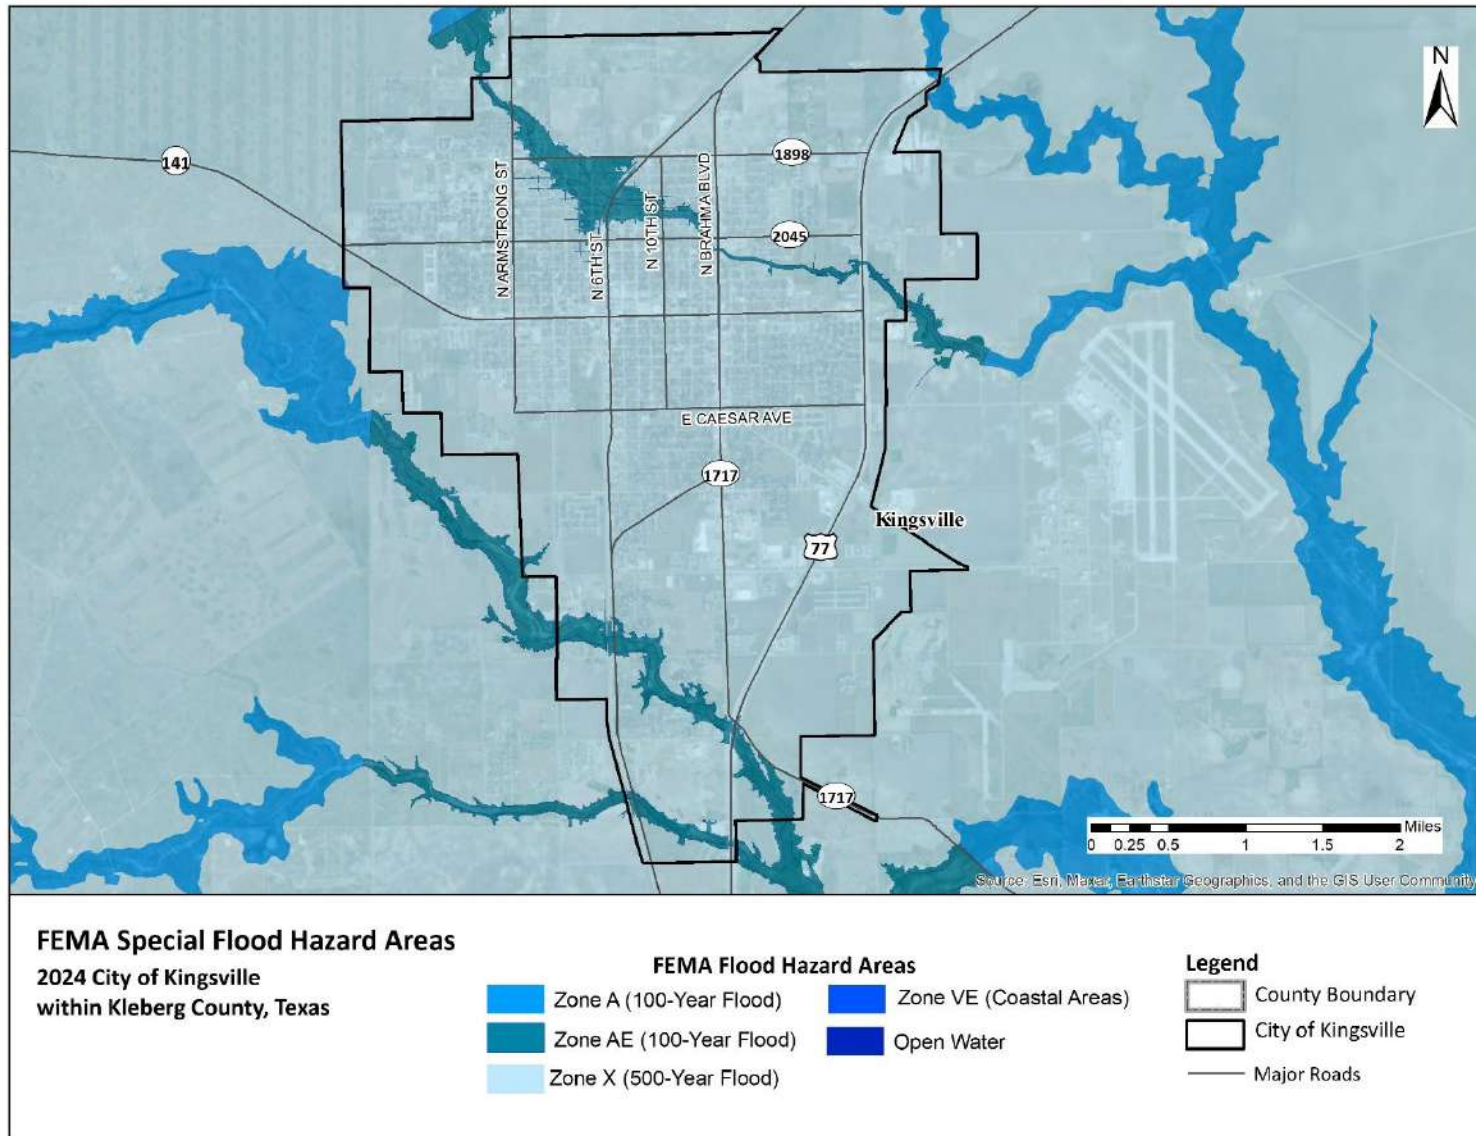 N
141
1898
N ARMSTRONG ST
N 6TH ST
N 10TH ST
N BRAHMA BLVD
2045
E CAESAR AVE
1717
Kingsville
77
1717
Miles
0 0.25 0.5 1 1.5 2
Source: Esri, Maxar, Earthstar Geographics, and the GIS User Community
FEMA Special Flood Hazard Areas
2024 City of Kingsville
within Kleberg County, Texas
FEMA Flood Hazard Areas
Zone A (100-Year Flood)
Zone VE (Coastal Areas)
Zone AE (100-Year Flood)
Open Water
Zone X (500-Year Flood)
Legend
County Boundary
City of Kingsville
Major Roads